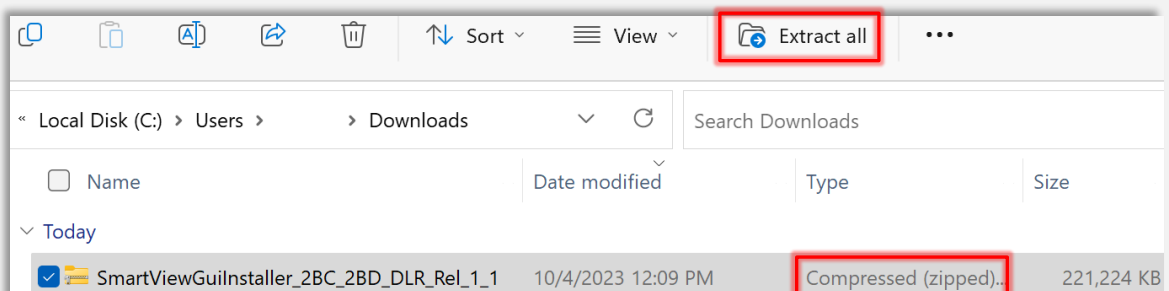 Sort View Extract all
« Local Disk (C:) > Users > > Downloads Search Downloads
Name Date modified Type Size
Today
SmartViewGuiInstaller_2BC_2BD_DLR_Rel_1_1 10/4/2023 12:09 PM Compressed (zipped)... 221,224 KB